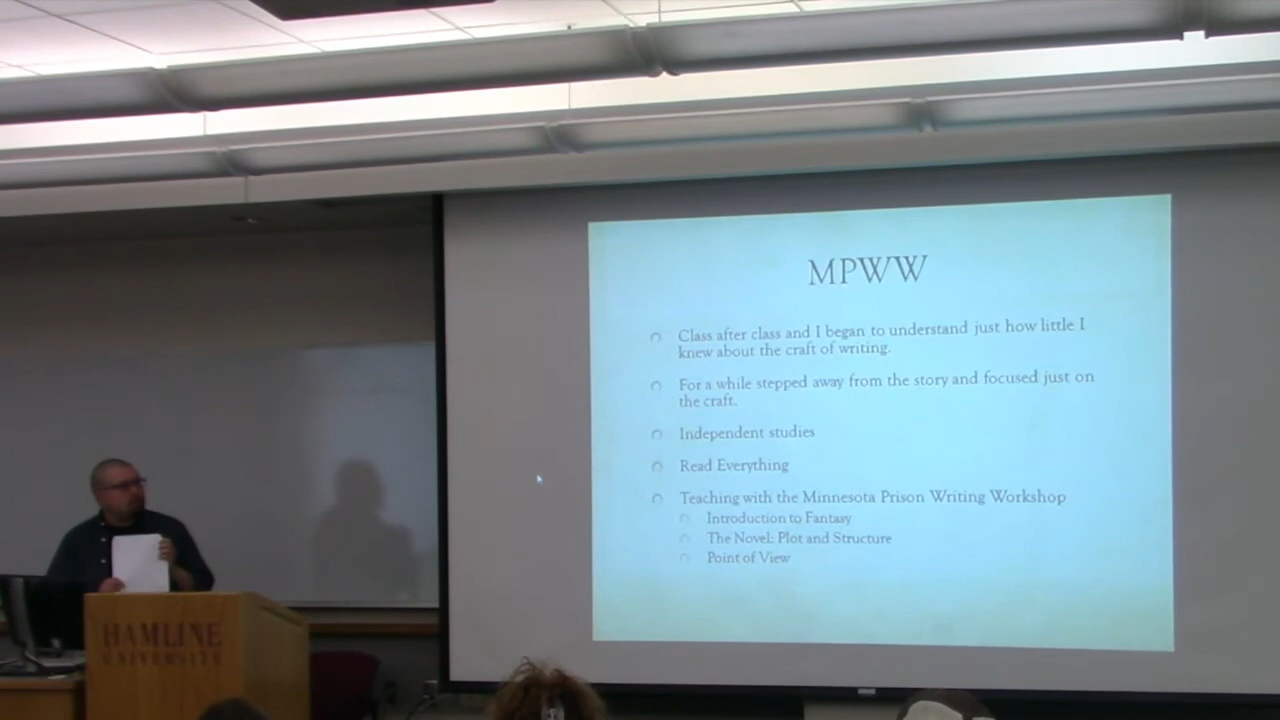 MPWW
Class after class and I began to understand just how little I
knew about the craft of writing.
For a while stepped away from the story and focused just on
the craft.
Independent studies
Read Everything
Teaching with the Minnesota Prison Writing Workshop
Introduction to Fantasy
The Novel: Plot and Structure
Point of View
HAMLINE
UNIVERSITY